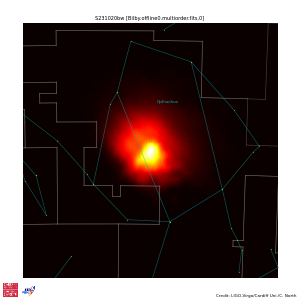 S231020bw [Bilby.offline0.multiorder.fits,0]
Ophiuchus
Credit: LIGO-Virgo/Cardiff Uni./C. North